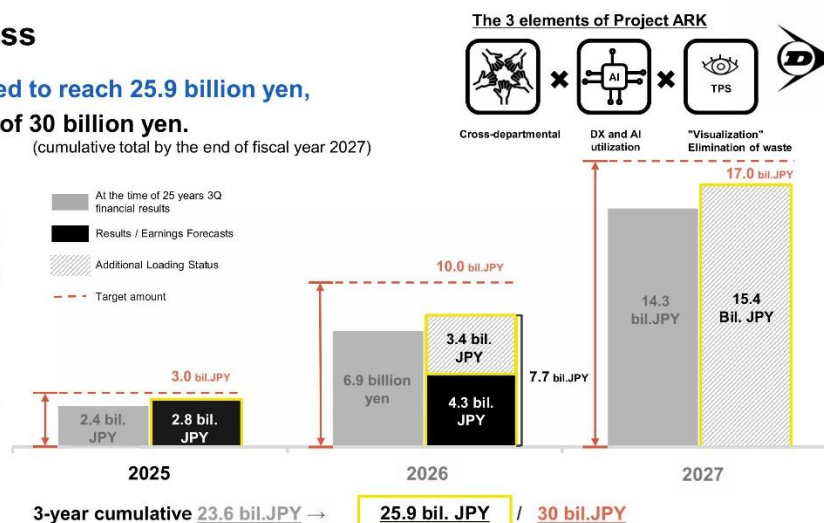 ss
The 3 elements of Project ARK
AI
TPS
D
Cross-departmental
DX and AI
utilization
"Visualization"
Elimination of waste
ed to reach 25.9 billion yen,
of 30 billion yen.
(cumulative total by the end of fiscal year 2027)
At the time of 25 years 3Q
financial results
Results / Earnings Forecasts
Additional Loading Status
Target amount
3.0 bil.JPY
2.4 bil.
JPY
2.8 bil.
JPY
2025
10.0 bil.JPY
6.9 billion
yen
3.4 bil.
JPY
4.3 bil.
JPY
7.7 bil.JPY
2026
17.0 bil.JPY
14.3
bil.JPY
15.4
Bil. JPY
2027
3-year cumulative 23.6 bil.JPY → 25.9 bil. JPY / 30 bil.JPY